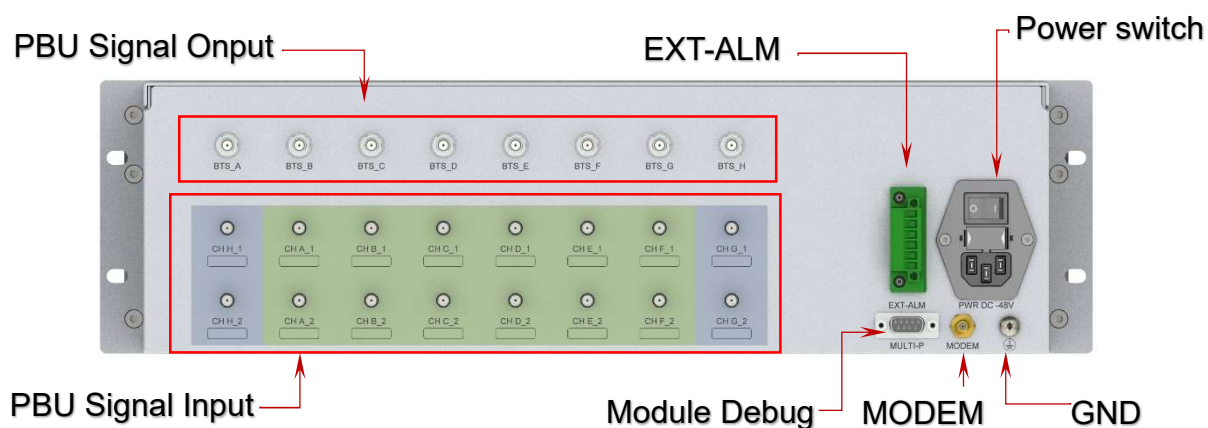 PBU Signal Onput
EXT-ALM
Power switch
BTS_A BTS_B BTS_C BTS_D BTS_E BTS_F BTS_G BTS_H
CH H_1 CH A_1 CH B_1 CH C_1 CH D_1 CH E_1 CH F_1 CH G_1
CH H_2 CH A_2 CH B_2 CH C_2 CH D_2 CH E_2 CH F_2 CH G_2
EXT-ALM PWR DC -48V
MULTI-P MODEM
PBU Signal Input
Module Debug
MODEM
GND